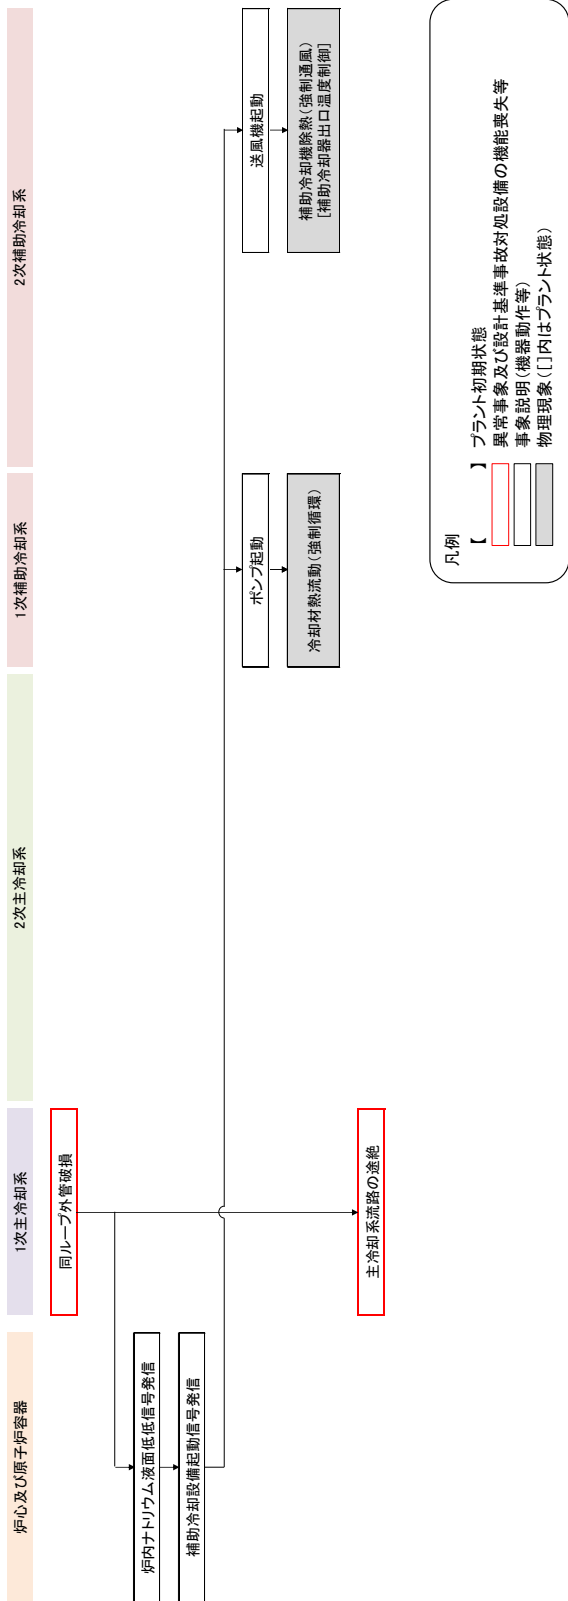 炉心及び原子炉容器
1次主冷却系
2次主冷却系
1次補助冷却系
2次補助冷却系
同ループ外管破損
炉内ナトリウム液面低低信号発信
補助冷却設備起動信号発信
ポンプ起動
送風機起動
冷却材熱流動(強制循環)
補助冷却機除熱(強制通風)
[補助冷却器出口温度制御]
主冷却系流路の途絶
凡例
【 】 プラント初期状態
異常事象及び設計基準事故対処設備の機能喪失等
事象説明(機器動作等)
物理現象([]内はプラント状態)